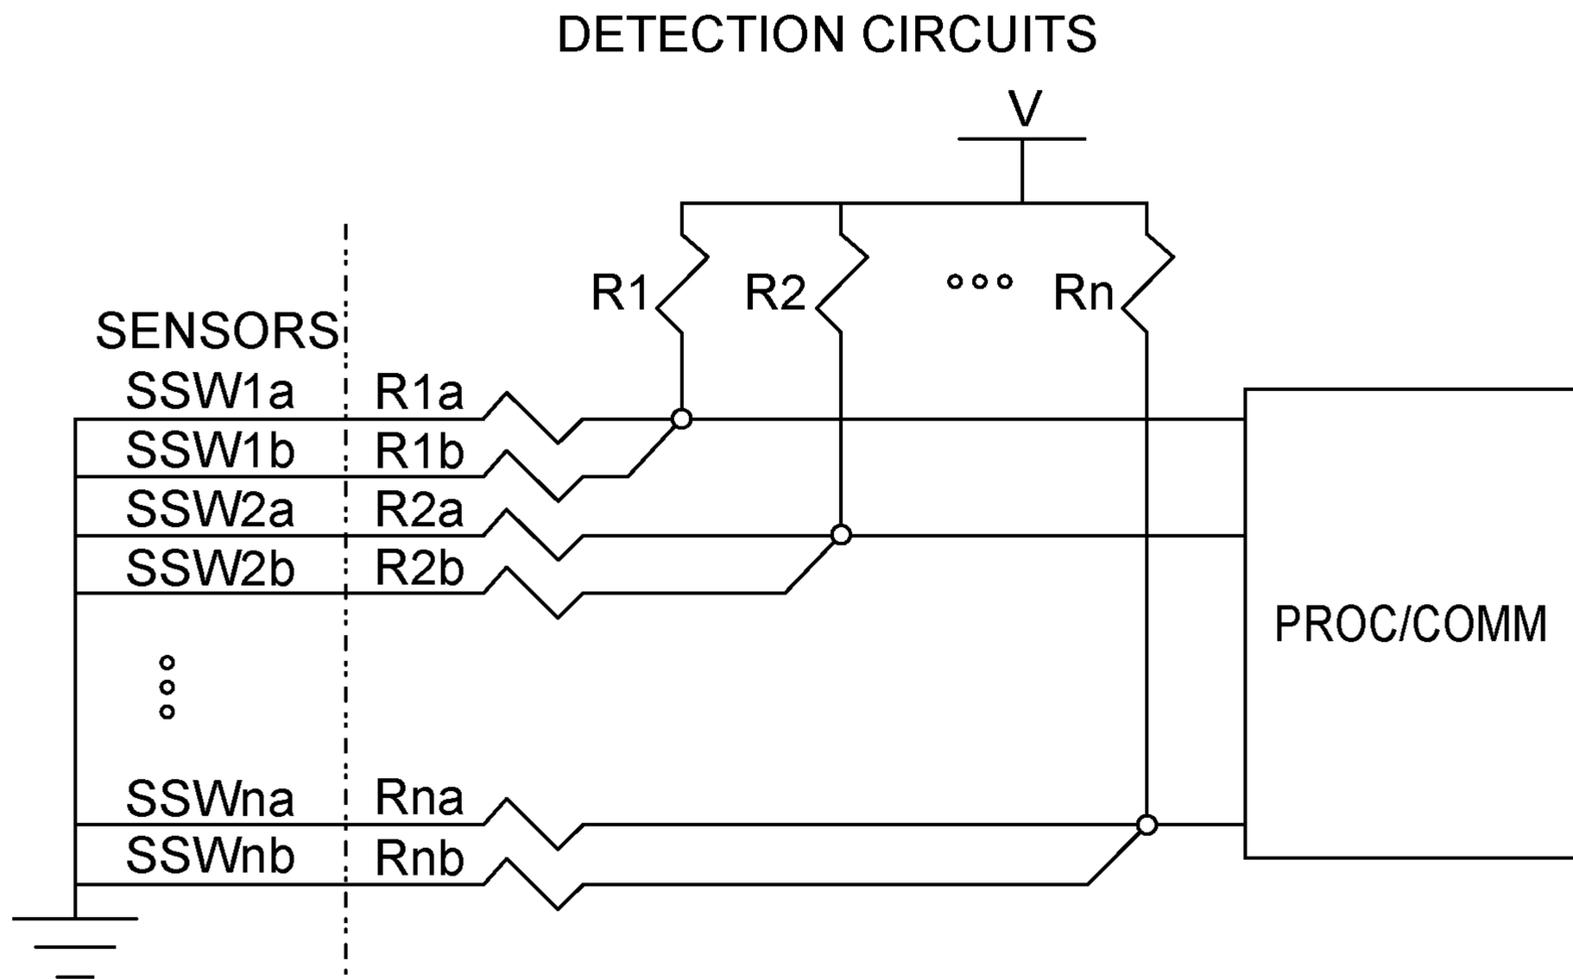 DETECTION CIRCUITS
V
R1 R2 Rn
SENSORS
SSW1a R1a
SSW1b R1b
SSW2a R2a
SSW2b R2b
PROC/COMM
SSWna Rna
SSWnb Rnb